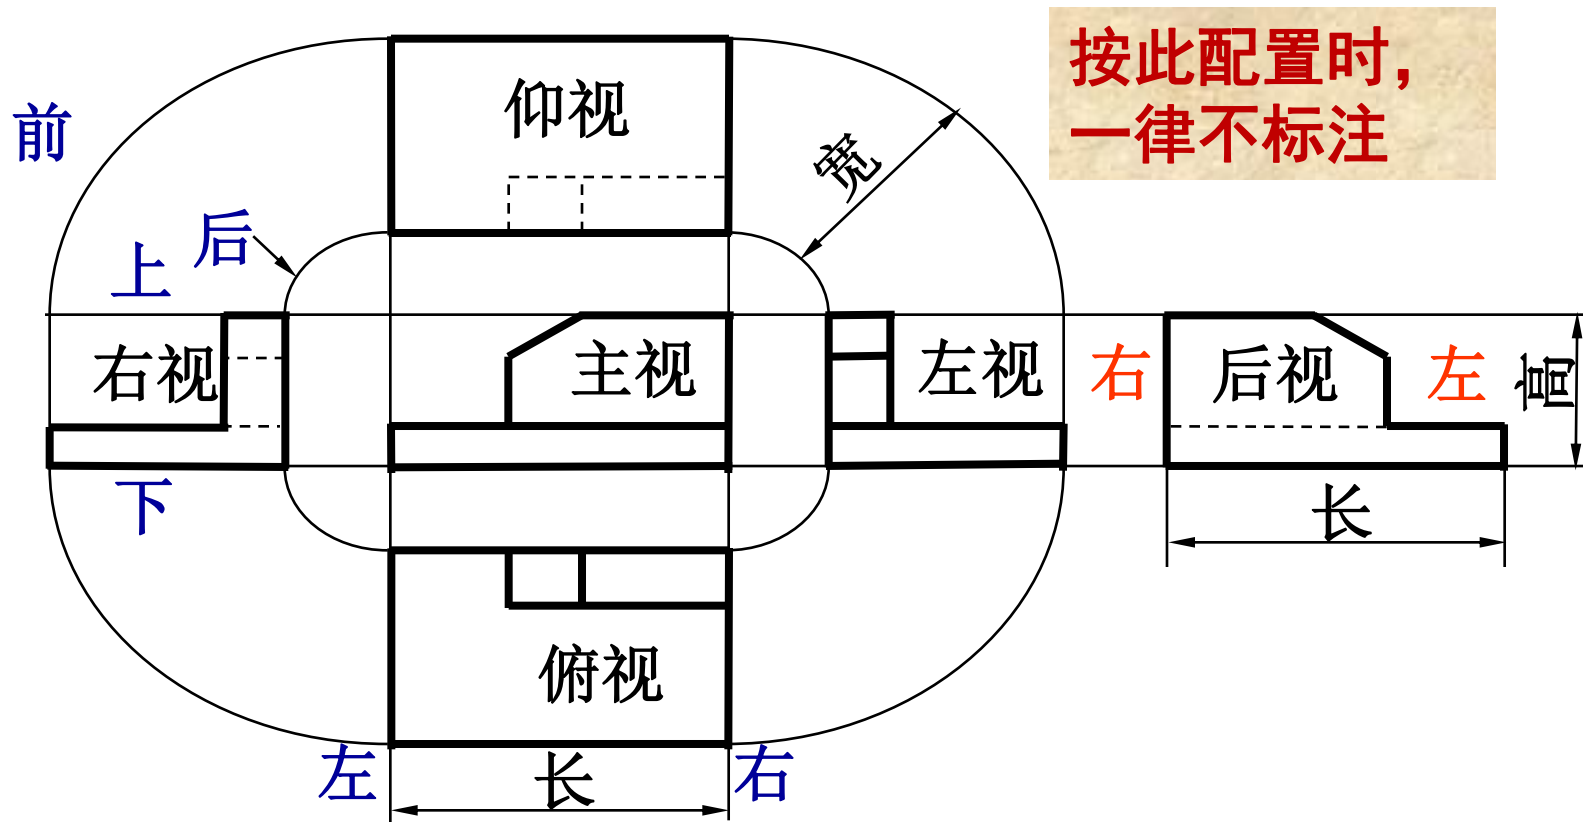 按此配置时，
一律不标注
仰视
前
宽
后
上
右视
主视
左视
右
后视
左
高
下
长
俯视
左
长
右